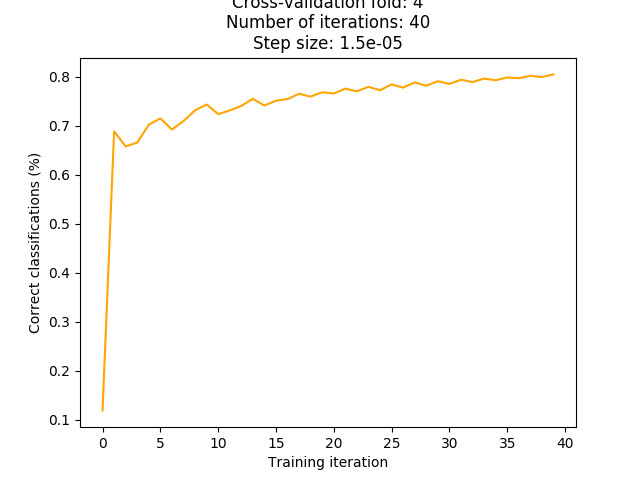 Cross-validation fold: 4
Number of iterations: 40
Step size: 1.5e-05
0.8
0.7
0.6
0.5
0.4
0.3
0.2
0.1
Correct classifications (%)
0 5 10 15 20 25 30 35 40
Training iteration